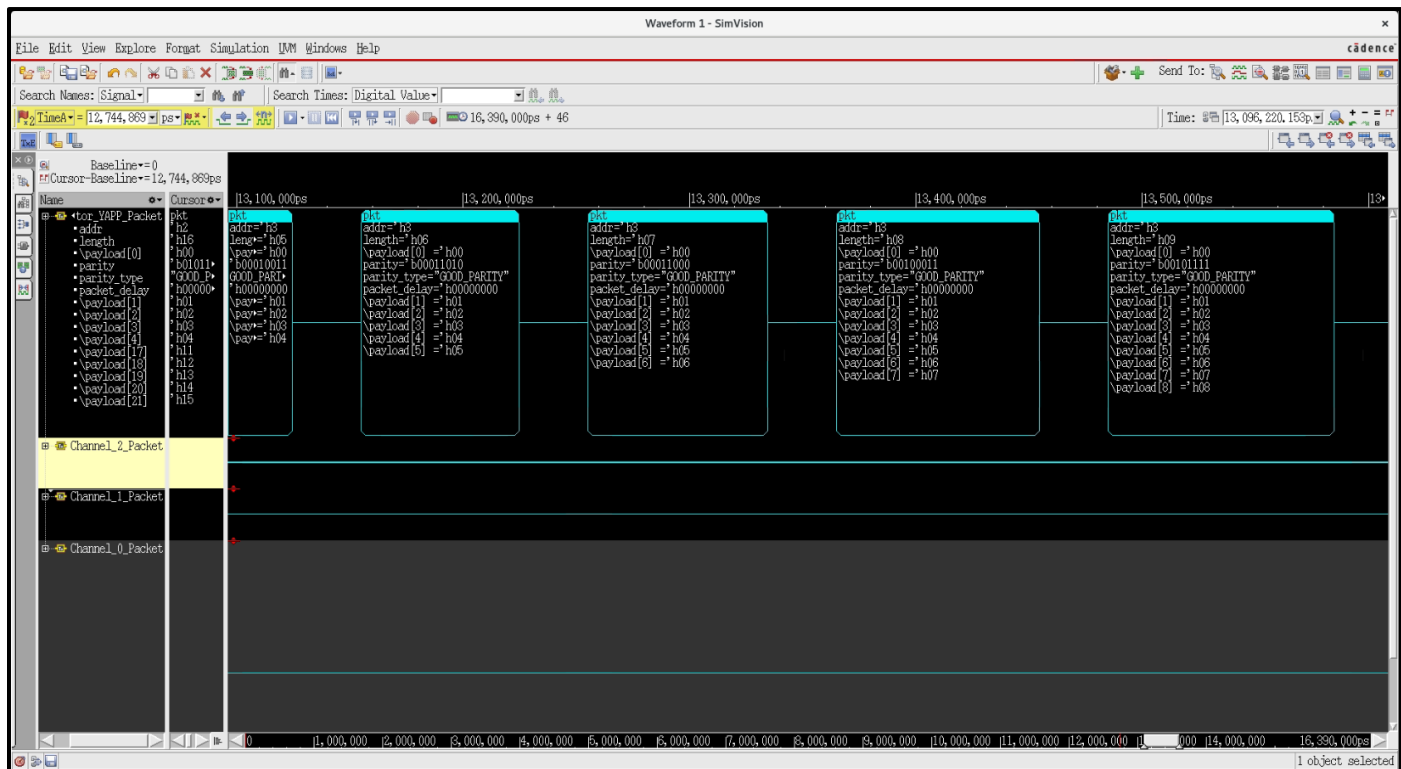 Waveform 1 - SimVision
File Edit View Explore Format Simulation UVM Windows Help
cādence
Send To:
Search Names: Signal
Search Times: Digital Value
TimeA = 12,744,869 ps
16,390,000ps + 46
Time: 13,096,220.153p
TxE
Baseline=0
Cursor-Baseline=12,744,869ps
Name Cursor
13,100,000ps 13,200,000ps 13,300,000ps 13,400,000ps 13,500,000ps 13
tor_YAPP_Packet pkt
addr 'h2
length 'h16
\payload[0] 'h00
parity 'b01011
parity_type "GOOD_P
packet_delay 'h00000
\payload[1] 'h01
\payload[2] 'h02
\payload[3] 'h03
\payload[4] 'h04
\payload[17] 'h11
\payload[18] 'h12
\payload[19] 'h13
\payload[20] 'h14
\payload[21] 'h15
pkt
addr='h3
leng='h05
\pay='h00
'b00010011
GOOD_PARI
'h00000000
\pay='h01
\pay='h02
\pay='h03
\pay='h04
pkt
addr='h3
length='h06
\payload[0] ='h00
parity='b00011010
parity_type="GOOD_PARITY"
packet_delay='h00000000
\payload[1] ='h01
\payload[2] ='h02
\payload[3] ='h03
\payload[4] ='h04
\payload[5] ='h05
pkt
addr='h3
length='h07
\payload[0] ='h00
parity='b00011000
parity_type="GOOD_PARITY"
packet_delay='h00000000
\payload[1] ='h01
\payload[2] ='h02
\payload[3] ='h03
\payload[4] ='h04
\payload[5] ='h05
\payload[6] ='h06
pkt
addr='h3
length='h08
\payload[0] ='h00
parity='b00100011
parity_type="GOOD_PARITY"
packet_delay='h00000000
\payload[1] ='h01
\payload[2] ='h02
\payload[3] ='h03
\payload[4] ='h04
\payload[5] ='h05
\payload[6] ='h06
\payload[7] ='h07
pkt
addr='h3
length='h09
\payload[0] ='h00
parity='b00101111
parity_type="GOOD_PARITY"
packet_delay='h00000000
\payload[1] ='h01
\payload[2] ='h02
\payload[3] ='h03
\payload[4] ='h04
\payload[5] ='h05
\payload[6] ='h06
\payload[7] ='h07
\payload[8] ='h08
Channel_2_Packet
Channel_1_Packet
Channel_0_Packet
0 1,000,000 2,000,000 3,000,000 4,000,000 5,000,000 6,000,000 7,000,000 8,000,000 9,000,000 10,000,000 11,000,000 12,000,000 000 14,000,000 16,390,000ps
1 object selected